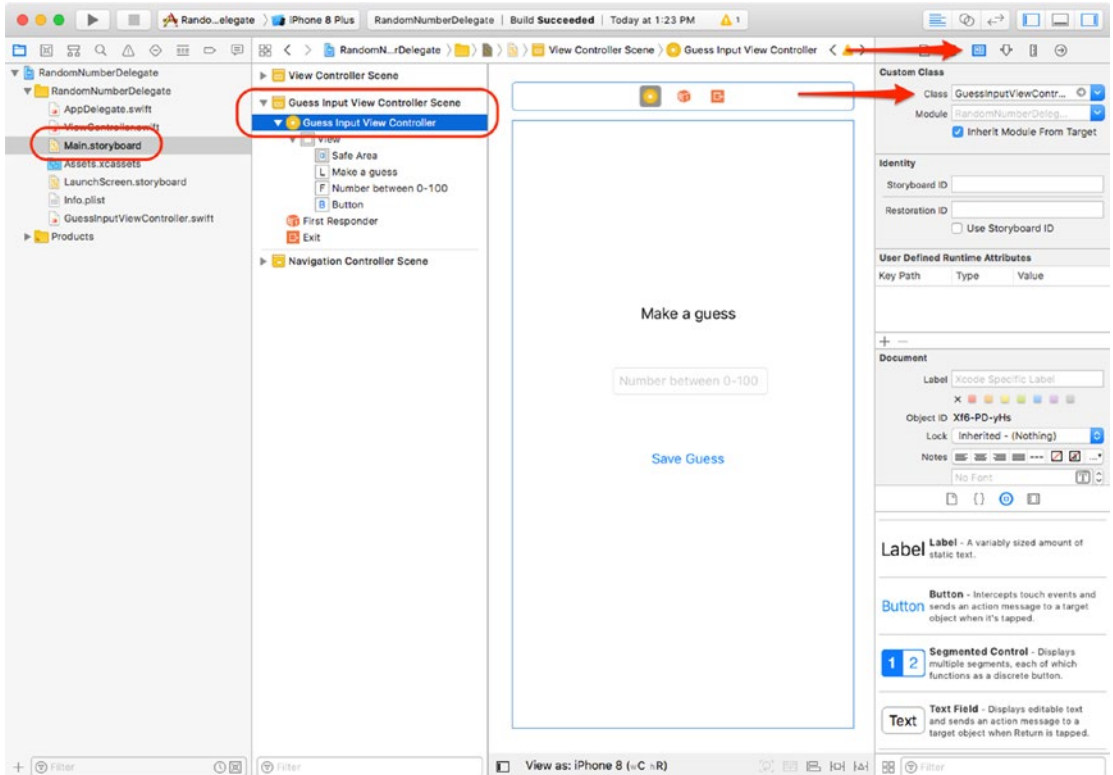 Rando...elegate
iPhone 8 Plus
RandomNumberDelegate | Build Succeeded | Today at 1:23 PM
1
RandomN...rDelegate
View Controller Scene
Guess Input View Controller
RandomNumberDelegate
RandomNumberDelegate
AppDelegate.swift
ViewController.swift
Main.storyboard
Assets.xcassets
LaunchScreen.storyboard
Info.plist
GuessInputViewController.swift
Products
View Controller Scene
Guess Input View Controller Scene
Guess Input View Controller
View
Safe Area
L Make a guess
F Number between 0-100
B Button
First Responder
Exit
Navigation Controller Scene
Make a guess
Number between 0-100
Save Guess
Custom Class
Class GuessInputViewContr...
Module RandomNumberDeleg...
Inherit Module From Target
Identity
Storyboard ID
Restoration ID
Use Storyboard ID
User Defined Runtime Attributes
Key Path Type Value
Document
Label Xcode Specific Label
Object ID Xf6-PD-yHs
Lock Inherited - (Nothing)
Notes
No Font
Label Label - A variably sized amount of
static text.
Button Button - Intercepts touch events and
sends an action message to a target
object when it's tapped.
1 2 Segmented Control - Displays
multiple segments, each of which
functions as a discrete button.
Text Text Field - Displays editable text
and sends an action message to a
target object when Return is tapped.
Filter
Filter
View as: iPhone 8 (wC hR)
Filter